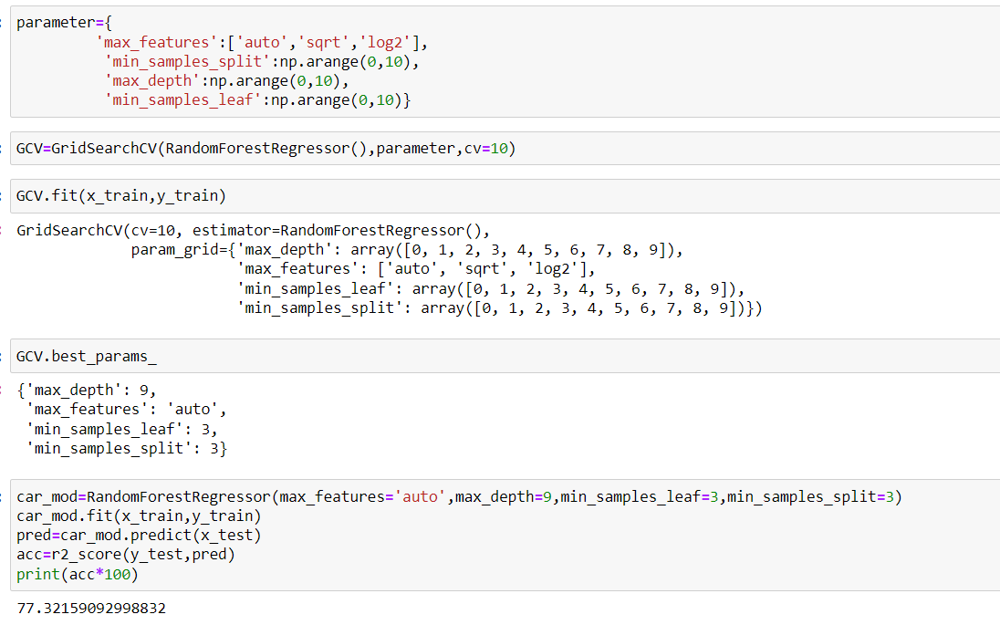 parameter={
'max_features':['auto','sqrt','log2'],
'min_samples_split':np.arange(0,10),
'max_depth':np.arange(0,10),
'min_samples_leaf':np.arange(0,10)}
GCV=GridSearchCV(RandomForestRegressor(),parameter,cv=10)
GCV.fit(x_train,y_train)
GridSearchCV(cv=10, estimator=RandomForestRegressor(),
param_grid={'max_depth': array([0, 1, 2, 3, 4, 5, 6, 7, 8, 9]),
'max_features': ['auto', 'sqrt', 'log2'],
'min_samples_leaf': array([0, 1, 2, 3, 4, 5, 6, 7, 8, 9]),
'min_samples_split': array([0, 1, 2, 3, 4, 5, 6, 7, 8, 9])})
GCV.best_params_
{'max_depth': 9,
'max_features': 'auto',
'min_samples_leaf': 3,
'min_samples_split': 3}
car_mod=RandomForestRegressor(max_features='auto',max_depth=9,min_samples_leaf=3,min_samples_split=3)
car_mod.fit(x_train,y_train)
pred=car_mod.predict(x_test)
acc=r2_score(y_test,pred)
print(acc*100)
77.32159092998832